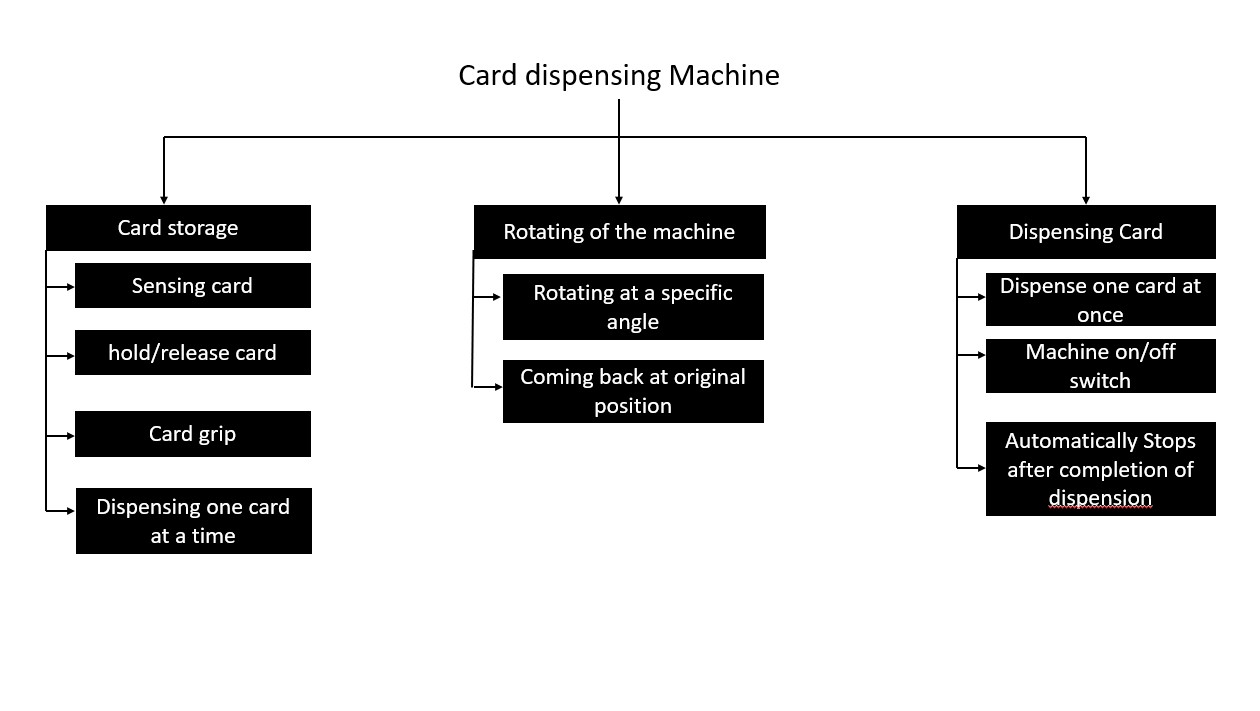 Card dispensing Machine
Card storage
Sensing card
hold/release card
Card grip
Dispensing one card
at a time
Rotating of the machine
Rotating at a specific
angle
Coming back at original
position
Dispensing Card
Dispense one card at
once
Machine on/off
switch
Automatically Stops
after completion of
dispension